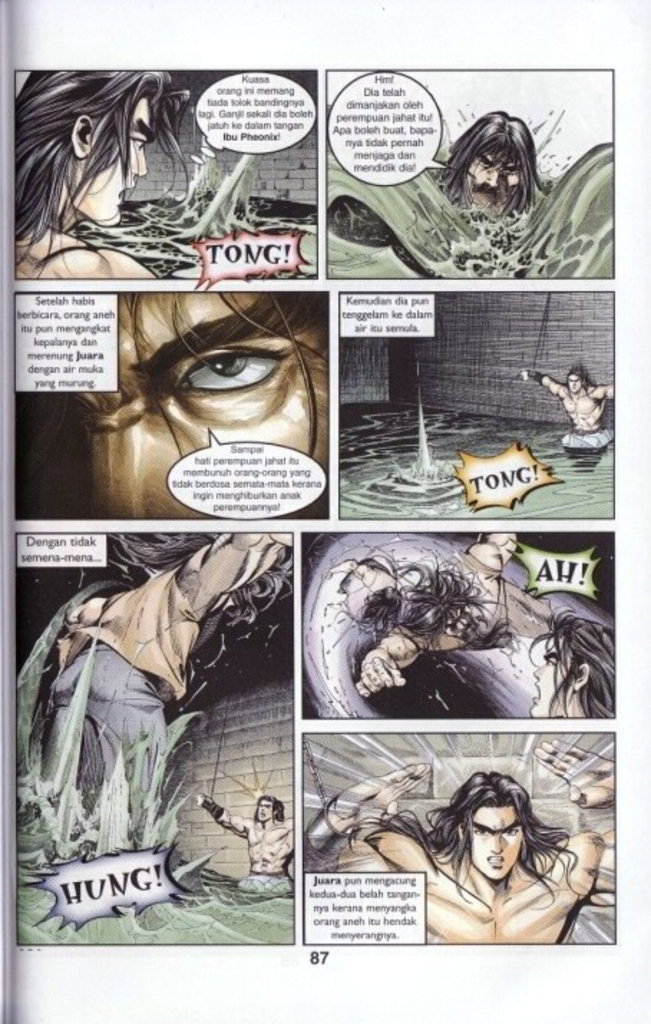 Kuasa
orang ini memang
tiada tolok bandingnya
lagi. Ganjil sekali dia boleh
jatuh ke dalam tangan
Ibu Pheonix!
TONG!
Hm!
Dia telah
dimanjakan oleh
perempuan jahat itu!
Apa boleh buat, bapa-
nya tidak pernah
menjaga dan
mendidik dia!
Setelah habis
berbicara, orang aneh
itu pun mengangkat
kepalanya dan
merenung Juara
dengan air muka
yang murung.
Sampai
hati perempuan jahat itu
membunuh orang-orang yang
tidak berdosa semata-mata kerana
ingin menghiburkan anak
perempuannya!
Kemudian dia pun
tenggelam ke dalam
air itu semula.
TONG!
Dengan tidak
semena-mena...
HUNG!
AH!
Juara pun mengacung
kedua-dua belah tangan-
nya kerana menyangka
orang aneh itu hendak
menyerangnya.
87